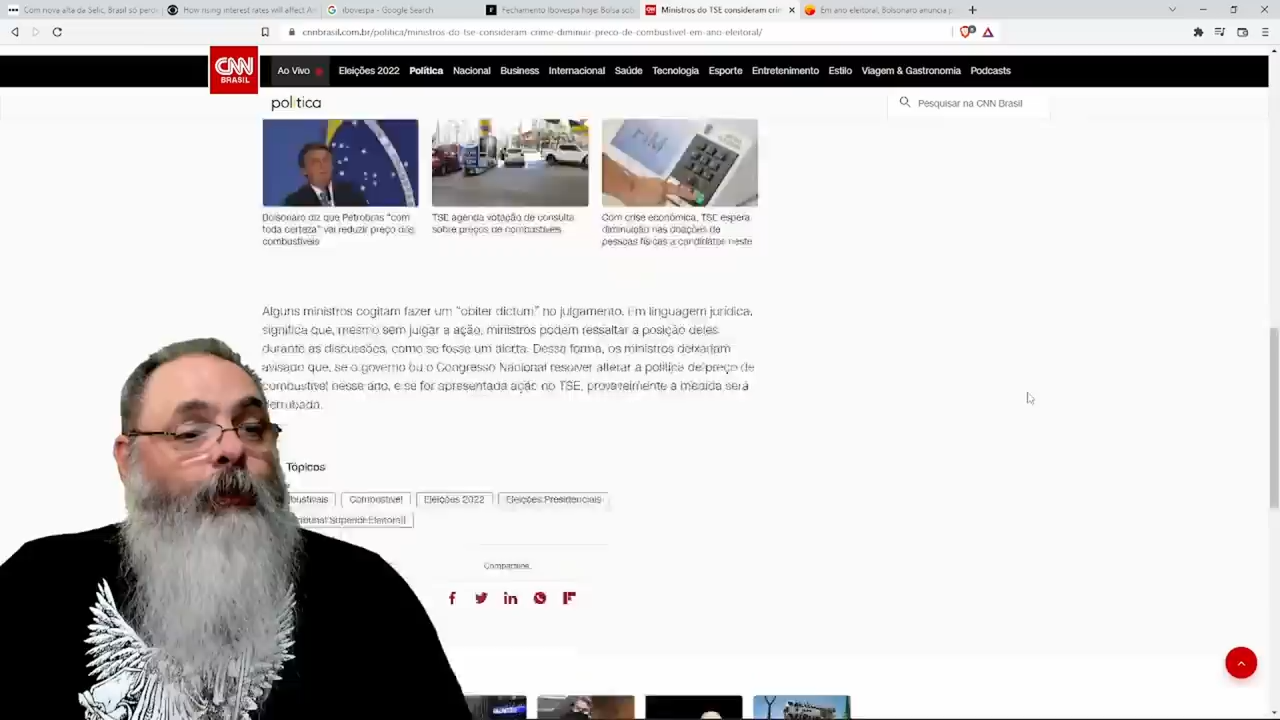 Com nova alta da Selic, Brasil só perde
How rising interest rates will affect Am
ibovespa - Google Search
Fechamento Ibovespa hoje: Bolsa sob
Ministros do TSE consideram crim
Em ano eleitoral, Bolsonaro anuncia p
cnnbrasil.com.br/politica/ministros-do-tse-consideram-crime-diminuir-preco-de-combustivel-em-ano-eleitoral/
CNN
BRASIL
Ao Vivo
Eleições 2022
Política
Nacional
Business
Internacional
Saúde
Tecnologia
Esporte
Entretenimento
Estilo
Viagem & Gastronomia
Podcasts
política
Pesquisar na CNN Brasil
Bolsonaro diz que Petrobras "com
toda certeza" vai reduzir preço dos
combustíveis
TSE agenda votação de consulta
sobre preços de combustíveis
Com crise econômica, TSE espera
diminuição nas doações de
pessoas físicas a candidatos neste
Alguns ministros cogitam fazer um "obiter dictum" no julgamento. Em linguagem jurídica,
significa que, mesmo sem julgar a ação, ministros podem ressaltar a posição deles
durante as discussões, como se fosse um alerta. Dessa forma, os ministros deixariam
avisado que, se o governo ou o Congresso Nacional resolver alterar a política de preço de
combustível nesse ano, e se for apresentada ação no TSE, provavelmente a medida será
derrubada.
Tópicos
Combustível
Eleições 2022
Eleições Presidenciais
Compartilhe: